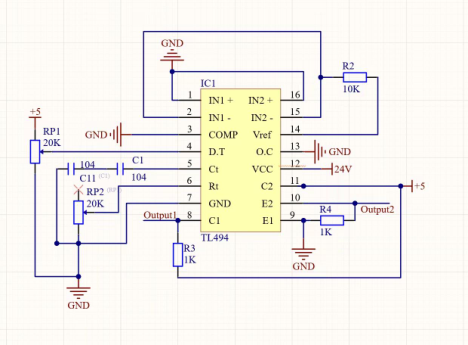 GND
IC1
1 IN1 + IN2 + 16
2 IN1 - IN2 - 15
3 COMP Vref 14
4 D.T O.C 13
5 Ct VCC 12
6 Rt C2 11
7 GND E2 10
8 C1 E1 9
TL494
R2
10K
GND
24V
+5
Output2
R4
1K
GND
+5
RP1
20K
GND
104
C11
C1
104
RP2
20K
Output1
R3
1K
GND